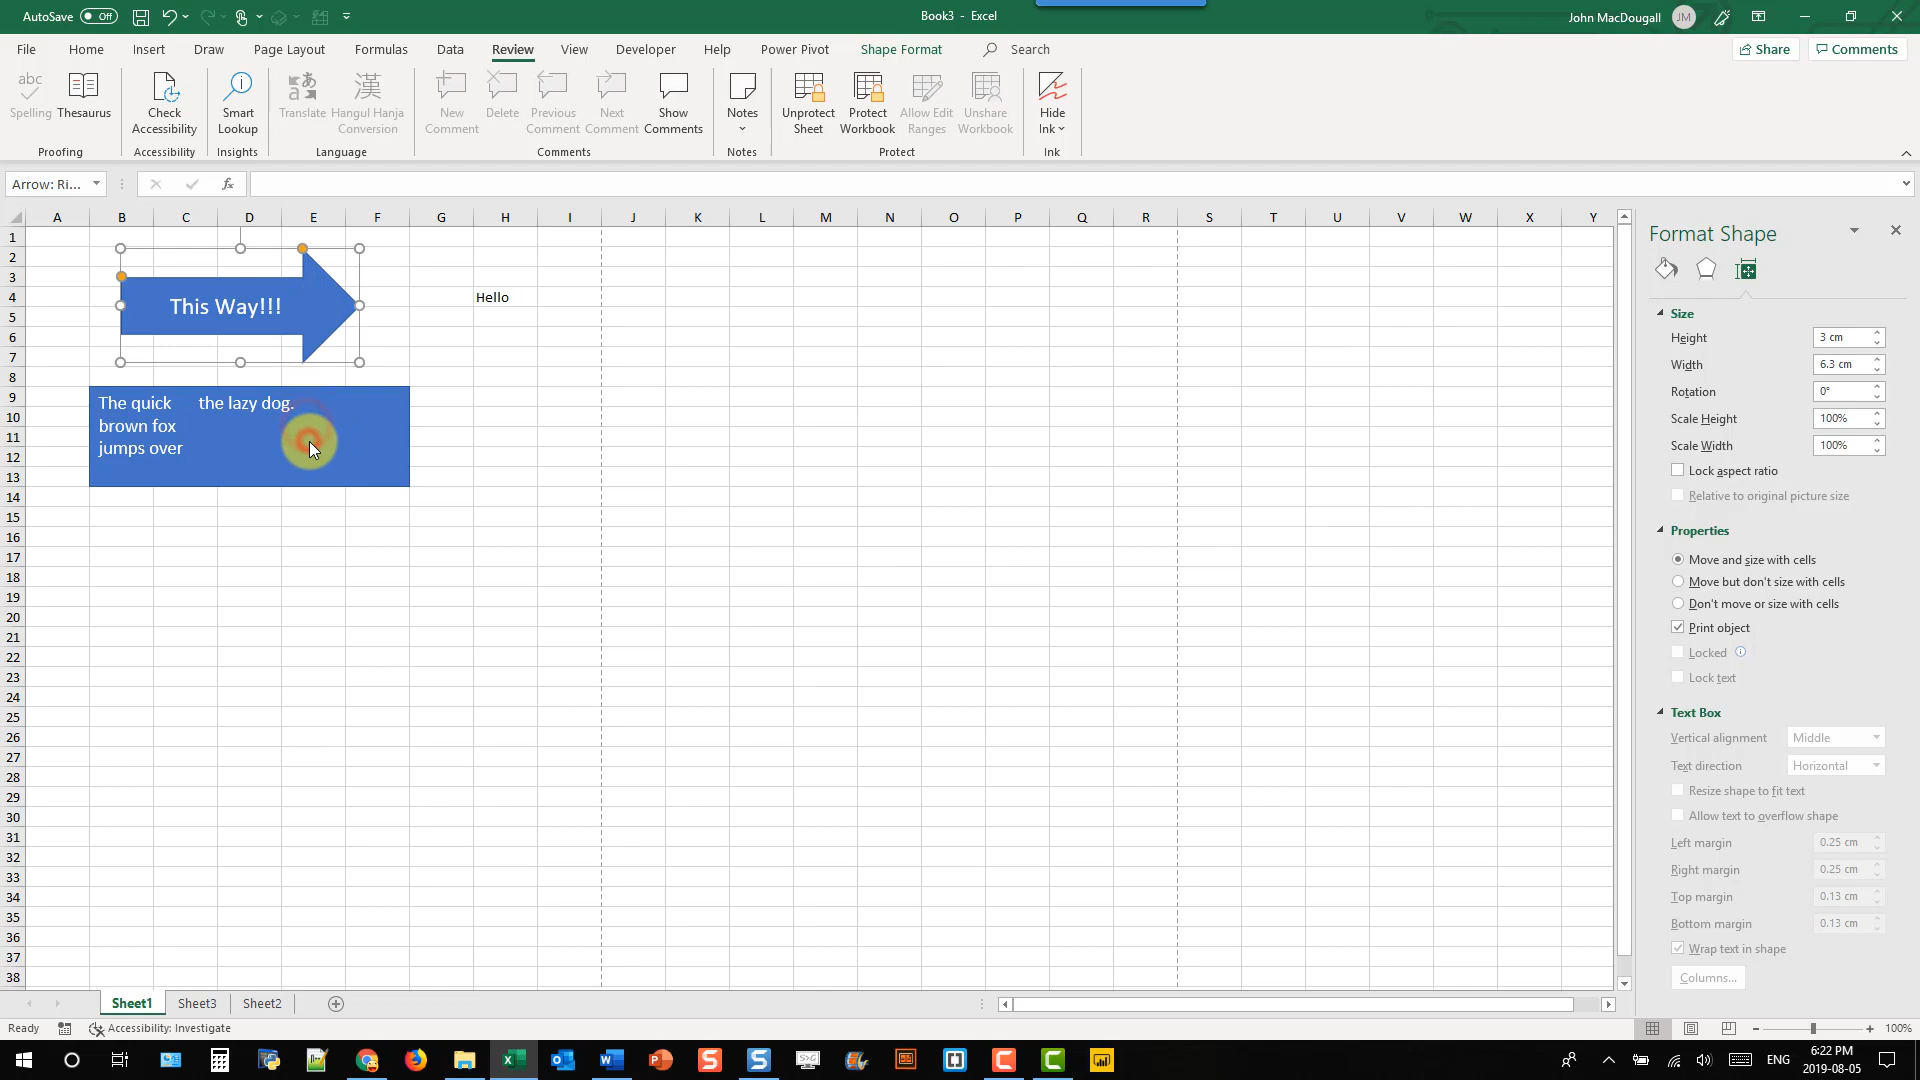 AutoSave Off
Book3 - Excel
John MacDougall JM
File Home Insert Draw Page Layout Formulas Data Review View Developer Help Power Pivot Shape Format Search
Share Comments
abc
Spelling Thesaurus Check Accessibility Smart Lookup Translate Hangul Hanja Conversion New Comment Delete Previous Comment Next Comment Show Comments Notes Unprotect Sheet Protect Workbook Allow Edit Ranges Unshare Workbook Hide Ink
Proofing Accessibility Insights Language Comments Notes Protect Ink
Arrow: Ri... fx
A B C D E F G H I J K L M N O P Q R S T U V W X Y
1
2
3
4
5
6
7
8
9
10
11
12
13
14
15
16
17
18
19
20
21
22
23
24
25
26
27
28
29
30
31
32
33
34
35
36
37
38
This Way!!!
Hello
The quick the lazy dog.
brown fox
jumps over
Format Shape
Size
Height 3 cm
Width 6.3 cm
Rotation 0°
Scale Height 100%
Scale Width 100%
Lock aspect ratio
Relative to original picture size
Properties
Move and size with cells
Move but don't size with cells
Don't move or size with cells
Print object
Locked
Lock text
Text Box
Vertical alignment Middle
Text direction Horizontal
Resize shape to fit text
Allow text to overflow shape
Left margin 0.25 cm
Right margin 0.25 cm
Top margin 0.13 cm
Bottom margin 0.13 cm
Wrap text in shape
Columns...
Sheet1 Sheet3 Sheet2
Ready Accessibility: Investigate 100%
ENG 6:22 PM
2019-08-05